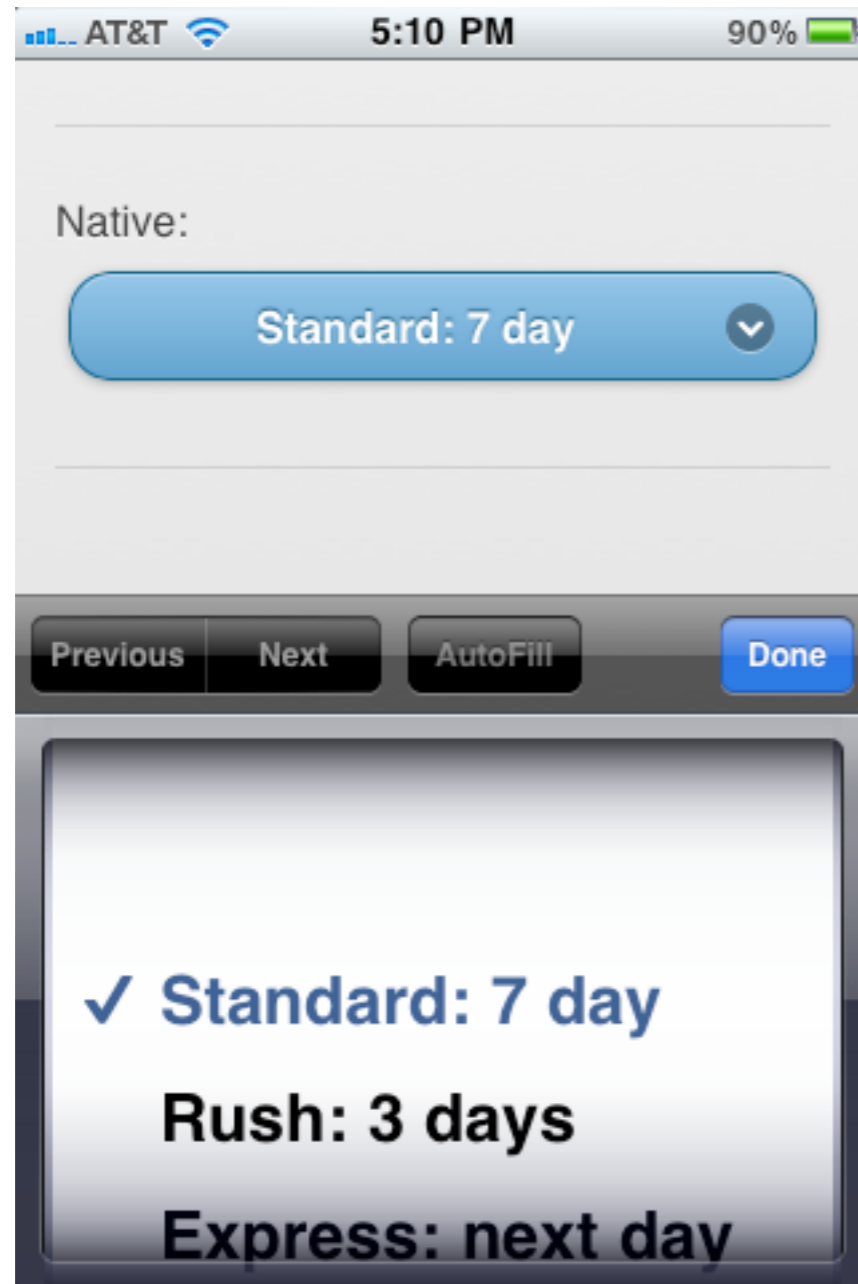 AT&T 5:10 PM 90%
Native:
Standard: 7 day
Previous Next AutoFill Done
✓ Standard: 7 day
Rush: 3 days
Express: next day